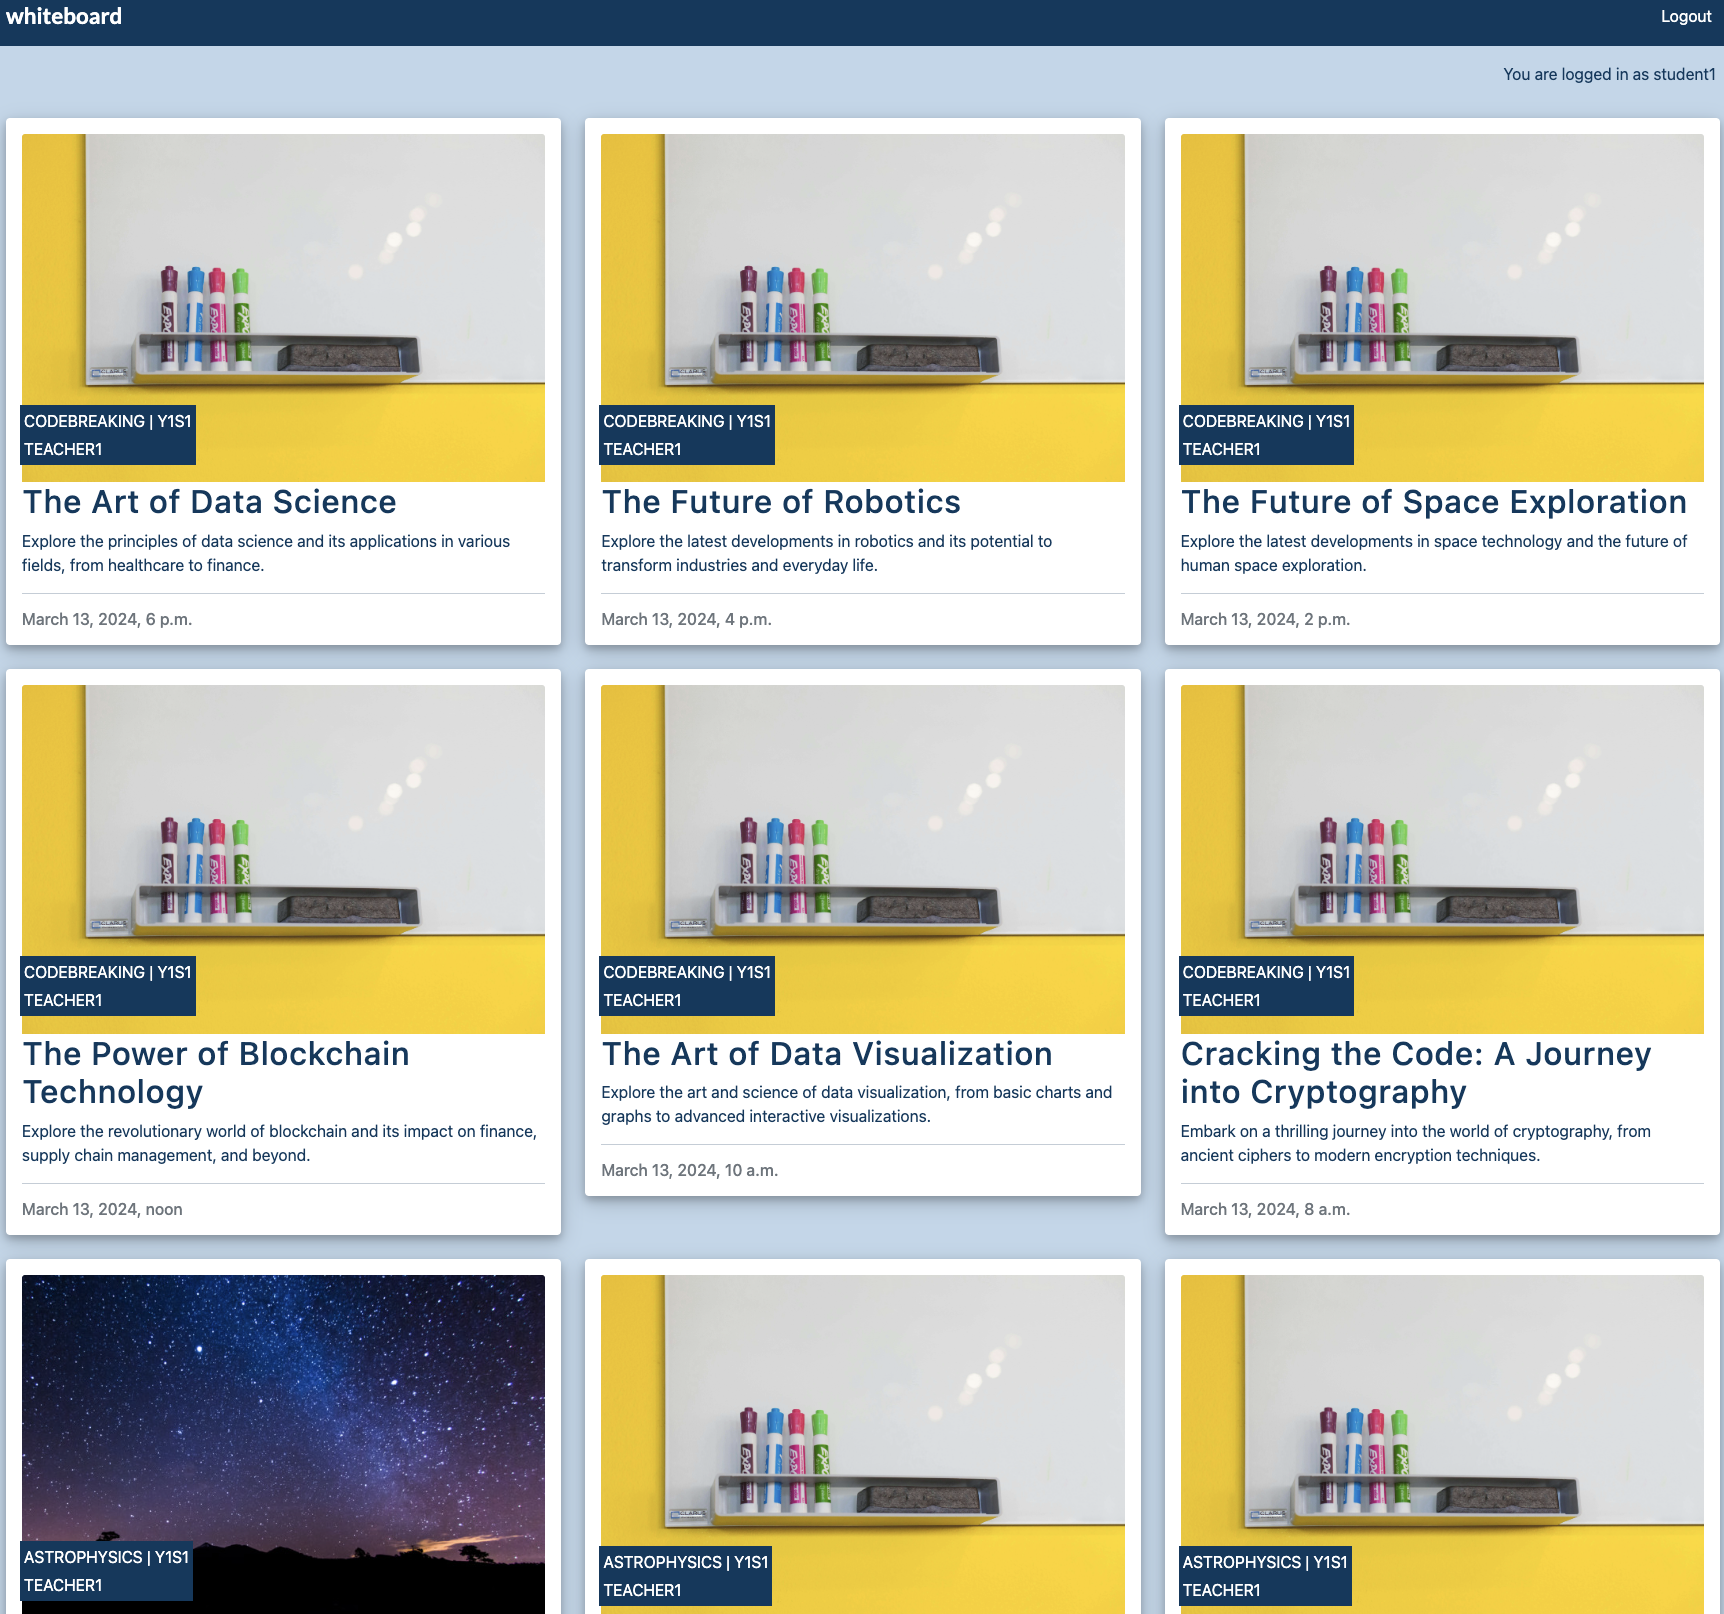 whiteboard
Logout
You are logged in as student1
CODEBREAKING | Y1S1
TEACHER1
The Art of Data Science
Explore the principles of data science and its applications in various
fields, from healthcare to finance.
March 13, 2024, 6 p.m.
CODEBREAKING | Y1S1
TEACHER1
The Future of Robotics
Explore the latest developments in robotics and its potential to
transform industries and everyday life.
March 13, 2024, 4 p.m.
CODEBREAKING | Y1S1
TEACHER1
The Future of Space Exploration
Explore the latest developments in space technology and the future of
human space exploration.
March 13, 2024, 2 p.m.
CODEBREAKING | Y1S1
TEACHER1
The Power of Blockchain
Technology
Explore the revolutionary world of blockchain and its impact on finance,
supply chain management, and beyond.
March 13, 2024, noon
CODEBREAKING | Y1S1
TEACHER1
The Art of Data Visualization
Explore the art and science of data visualization, from basic charts and
graphs to advanced interactive visualizations.
March 13, 2024, 10 a.m.
CODEBREAKING | Y1S1
TEACHER1
Cracking the Code: A Journey
into Cryptography
Embark on a thrilling journey into the world of cryptography, from
ancient ciphers to modern encryption techniques.
March 13, 2024, 8 a.m.
ASTROPHYSICS | Y1S1
TEACHER1
ASTROPHYSICS | Y1S1
TEACHER1
ASTROPHYSICS | Y1S1
TEACHER1